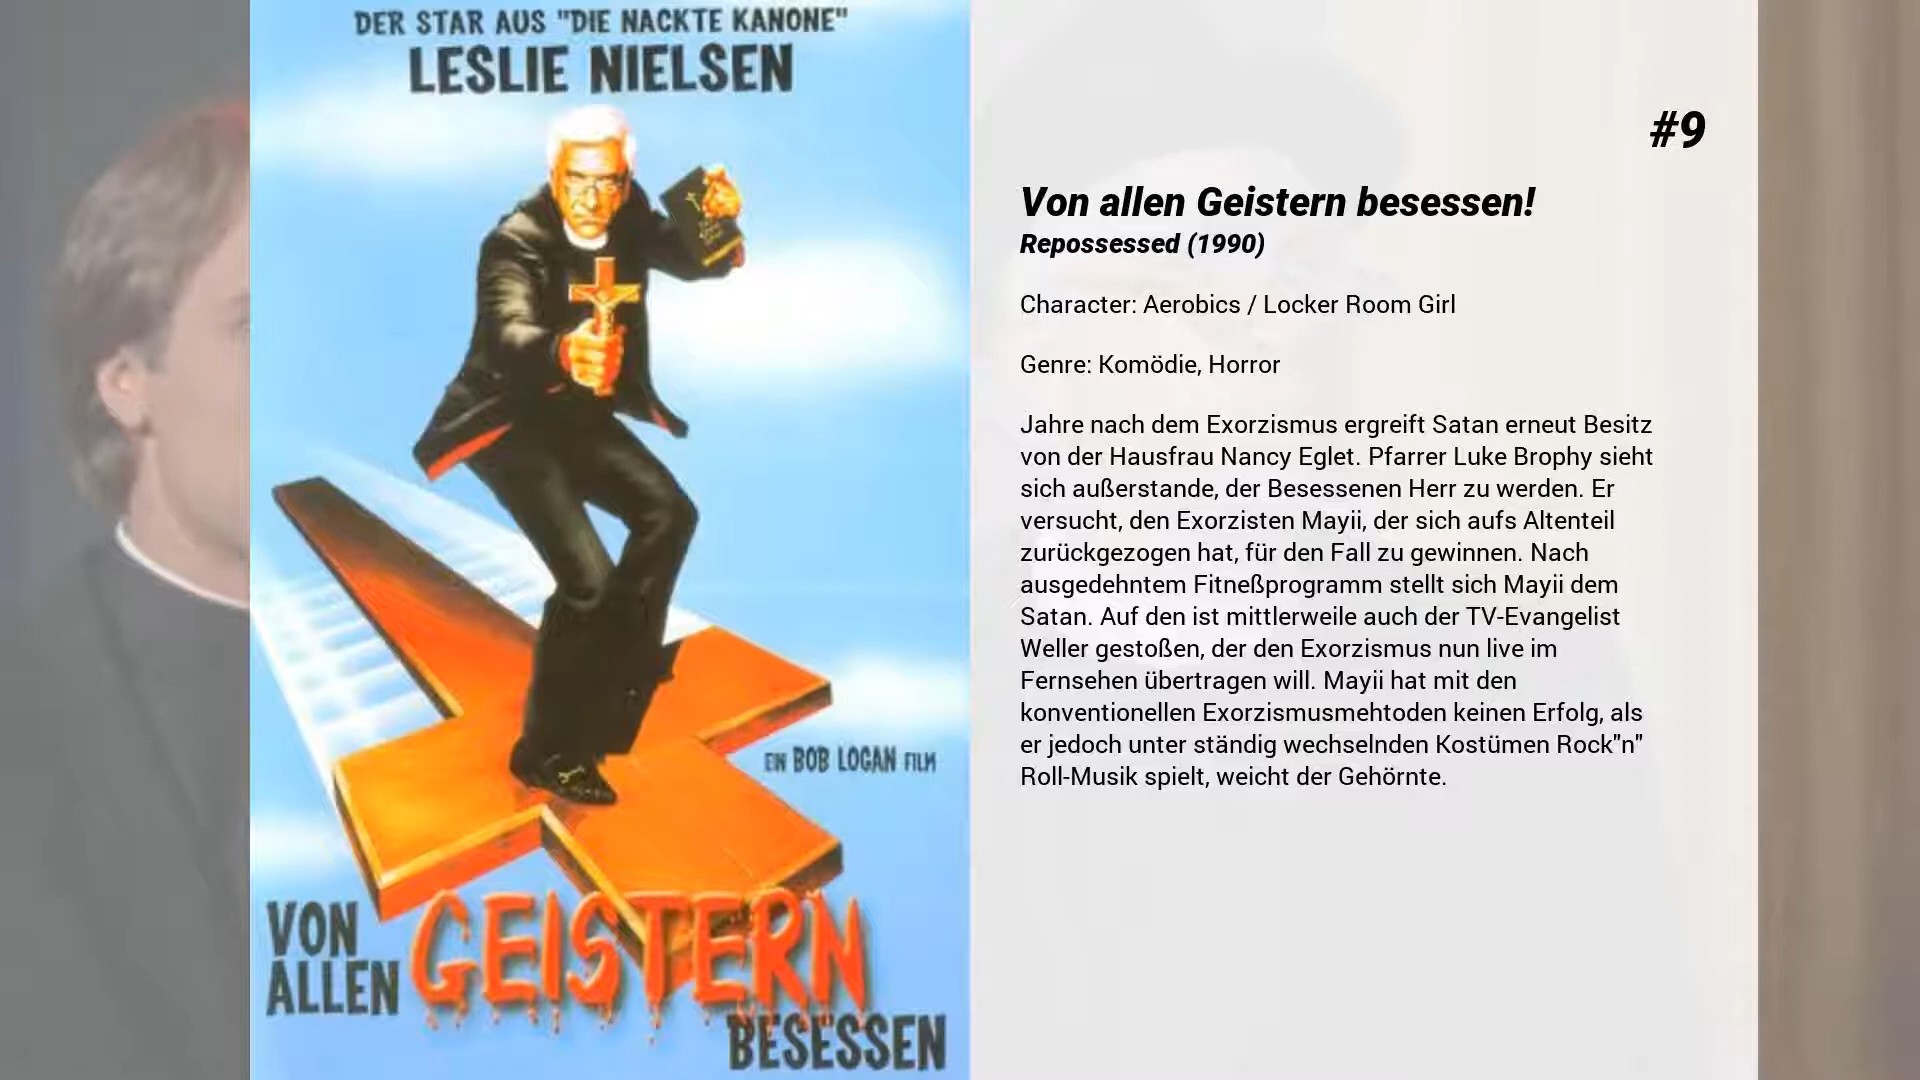 DER STAR AUS "DIE NACKTE KANONE"
LESLIE NIELSEN
EIN BOB LOGAN FILM
VON
ALLEN
GEISTERN
BESESSEN
#9
Von allen Geistern besessen!
Repossessed (1990)
Character: Aerobics / Locker Room Girl
Genre: Komödie, Horror
Jahre nach dem Exorzismus ergreift Satan erneut Besitz
von der Hausfrau Nancy Eglet. Pfarrer Luke Brophy sieht
sich außerstande, der Besessenen Herr zu werden. Er
versucht, den Exorzisten Mayii, der sich aufs Altenteil
zurückgezogen hat, für den Fall zu gewinnen. Nach
ausgedehntem Fitneßprogramm stellt sich Mayii dem
Satan. Auf den ist mittlerweile auch der TV-Evangelist
Weller gestoßen, der den Exorzismus nun live im
Fernsehen übertragen will. Mayii hat mit den
konventionellen Exorzismusmehtoden keinen Erfolg, als
er jedoch unter ständig wechselnden Kostümen Rock"n"
Roll-Musik spielt, weicht der Gehörnte.